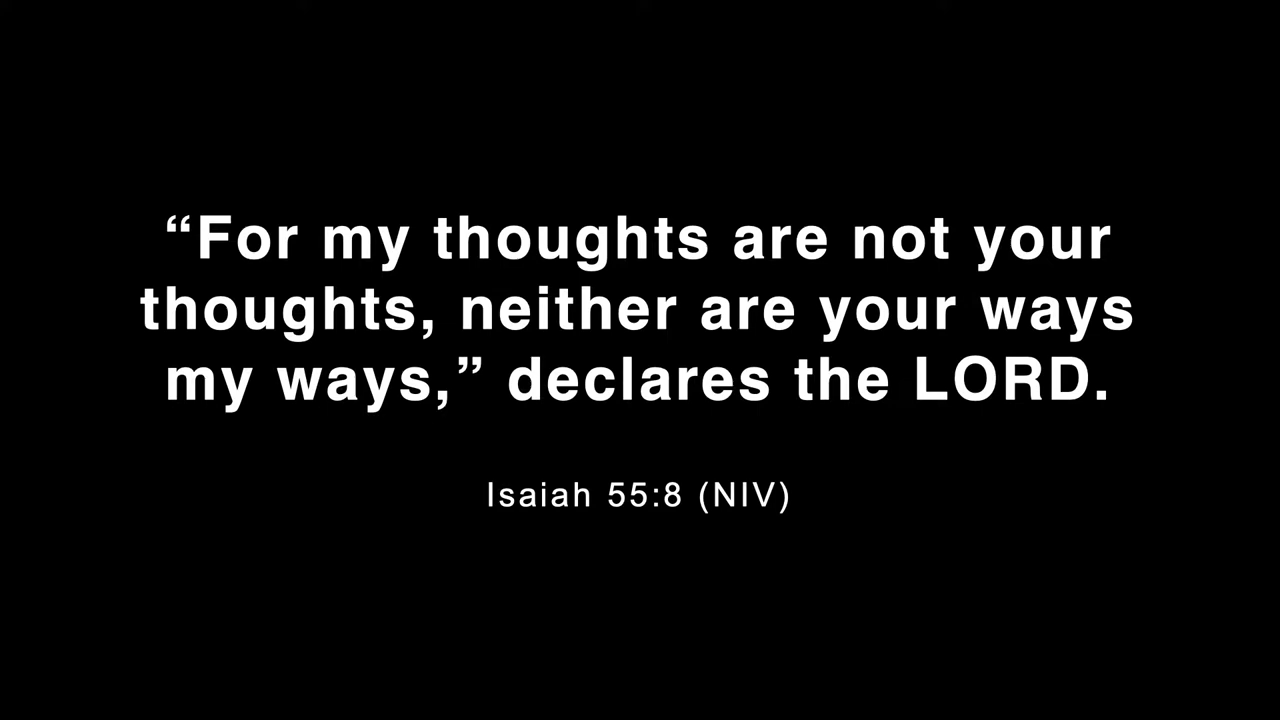 “For my thoughts are not your
thoughts, neither are your ways
my ways,” declares the LORD.
Isaiah 55:8 (NIV)